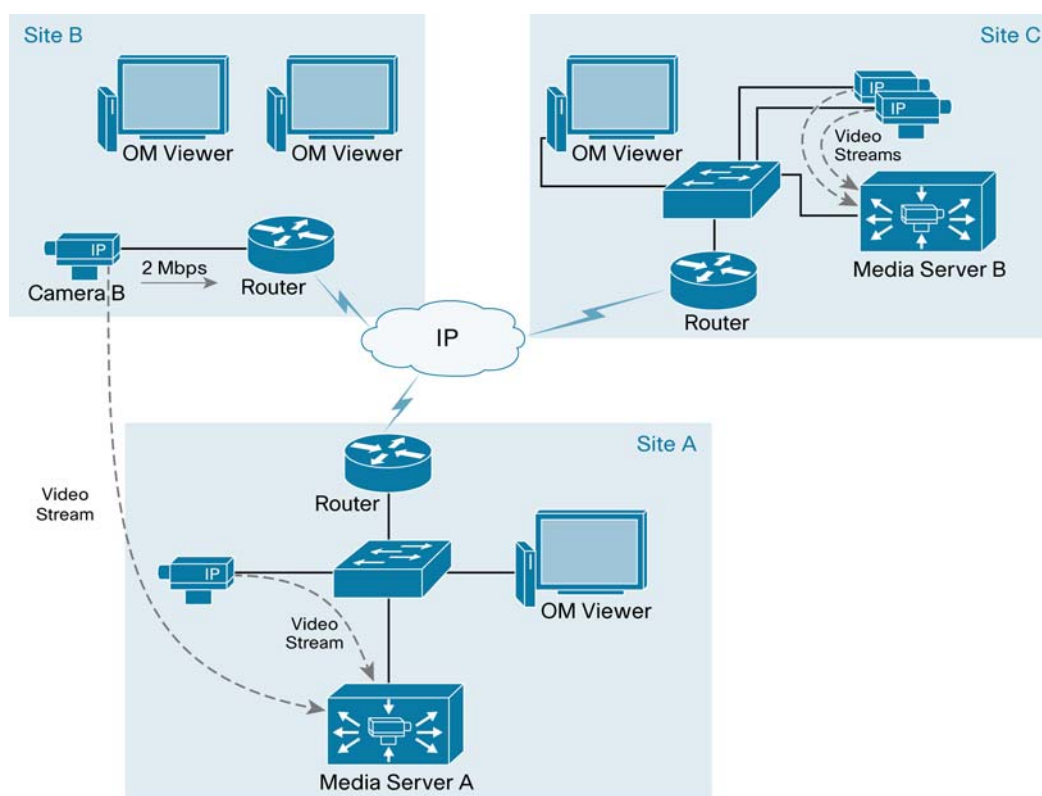 Site B
OM Viewer
OM Viewer
IP
2 Mbps
Camera B
Router
Site C
IP
IP
OM Viewer
Video
Streams
Media Server B
Router
IP
Site A
Router
Video
Stream
IP
OM Viewer
Video
Stream
Media Server A